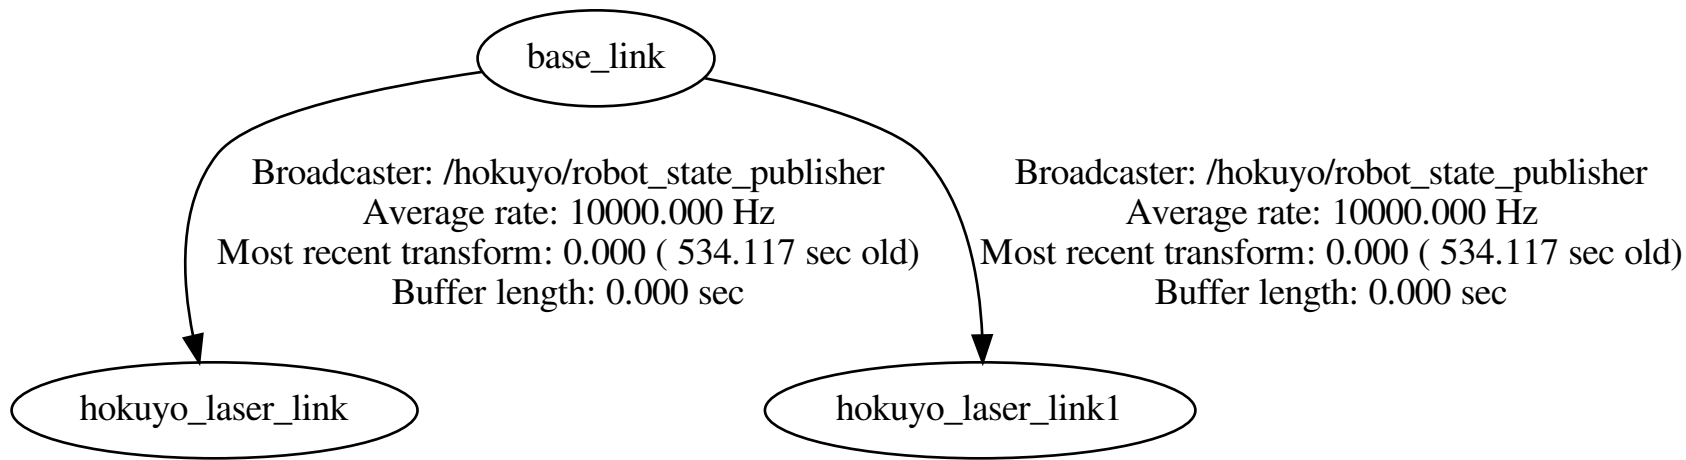 base_link
Broadcaster: /hokuyo/robot_state_publisher
Average rate: 10000.000 Hz
Most recent transform: 0.000 ( 534.117 sec old)
Buffer length: 0.000 sec
Broadcaster: /hokuyo/robot_state_publisher
Average rate: 10000.000 Hz
Most recent transform: 0.000 ( 534.117 sec old)
Buffer length: 0.000 sec
hokuyo_laser_link
hokuyo_laser_link1